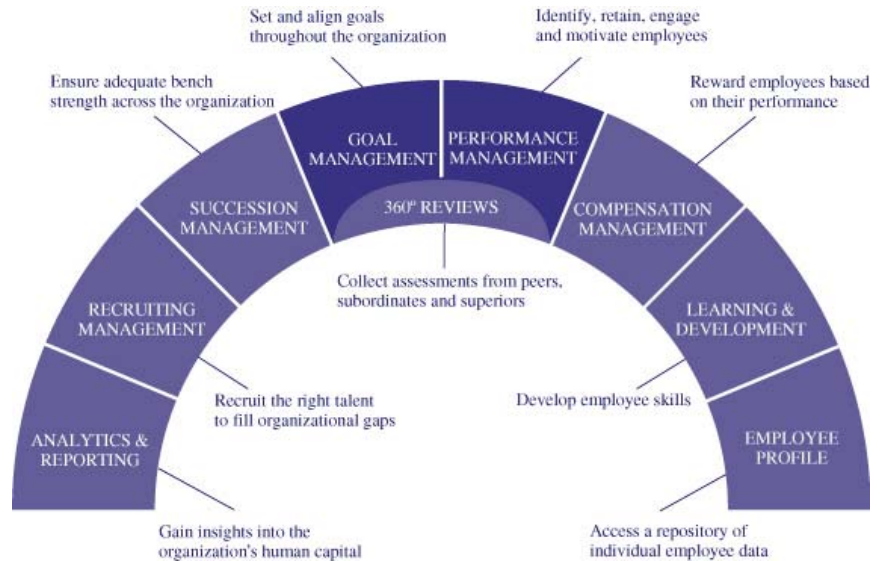 Set and align goals
throughout the organization
Identify, retain, engage
and motivate employees
Ensure adequate bench
strength across the organization
Reward employees based
on their performance
GOAL
MANAGEMENT
PERFORMANCE
MANAGEMENT
SUCCESSION
MANAGEMENT
360º REVIEWS
COMPENSATION
MANAGEMENT
Collect assessments from peers,
subordinates and superiors
RECRUITING
MANAGEMENT
LEARNING &
DEVELOPMENT
Recruit the right talent
to fill organizational gaps
Develop employee skills
ANALYTICS &
REPORTING
EMPLOYEE
PROFILE
Gain insights into the
organization's human capital
Access a repository of
individual employee data